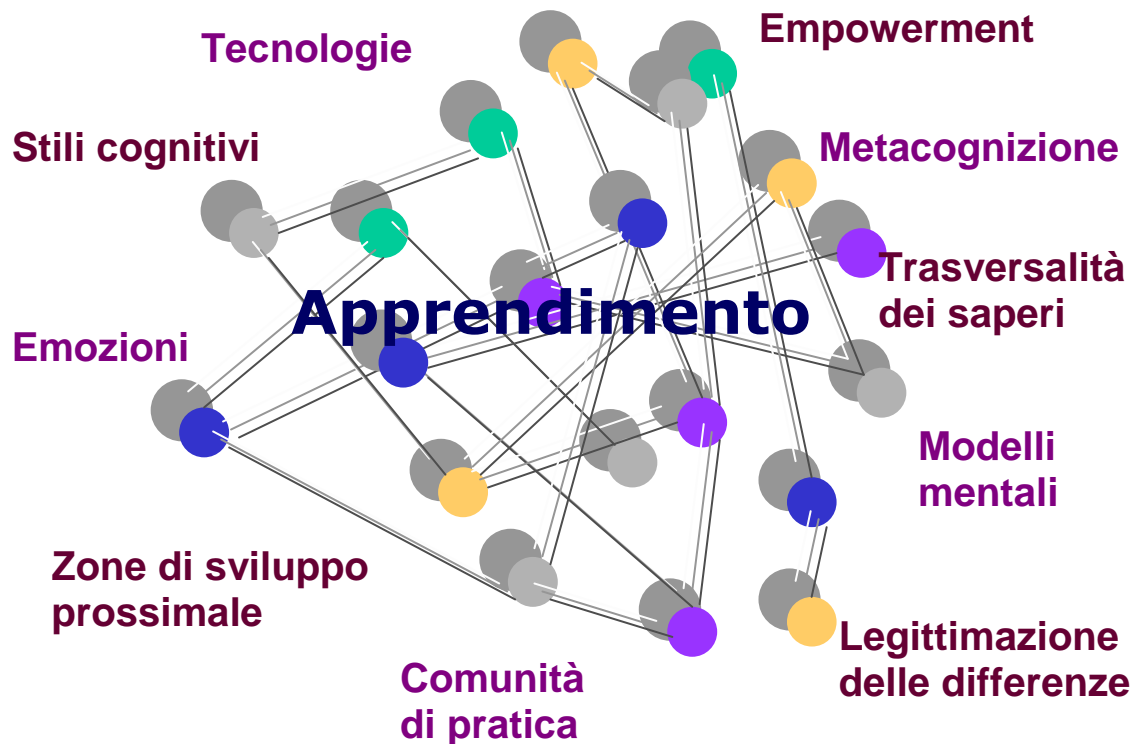 Empowerment
Tecnologie
Stili cognitivi
Metacognizione
Trasversalità
dei saperi
Apprendimento
Emozioni
Modelli
mentali
Zone di sviluppo
prossimale
Legittimazione
delle differenze
Comunità
di pratica